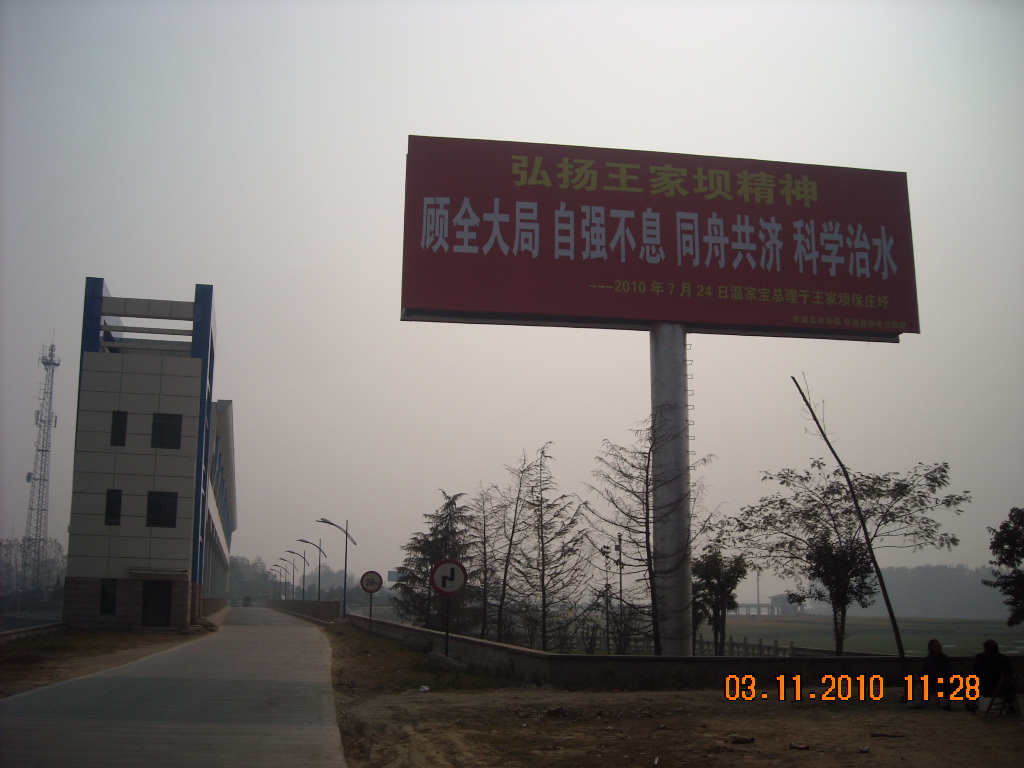 弘扬王家坝精神
顾全大局 自强不息 同舟共济 科学治水
---2010 年 7 月 24 日温家宝总理于王家坝保庄圩
20
03.11.2010 11:28